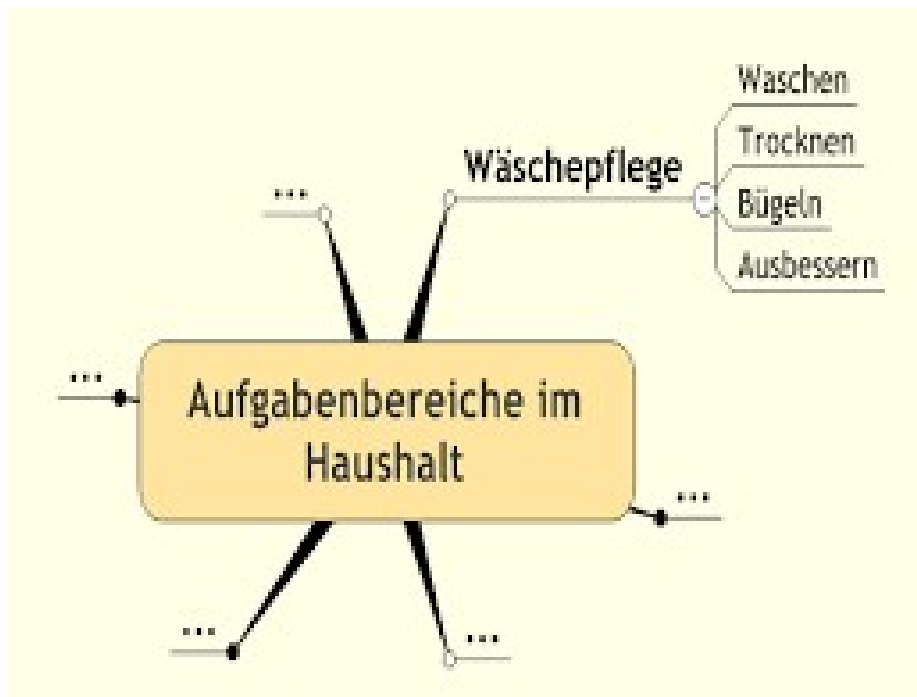 Waschen
Trocknen
Wäschepflege
Bügeln
Ausbessern
...
...
Aufgabenbereiche im
Haushalt
...
...
...